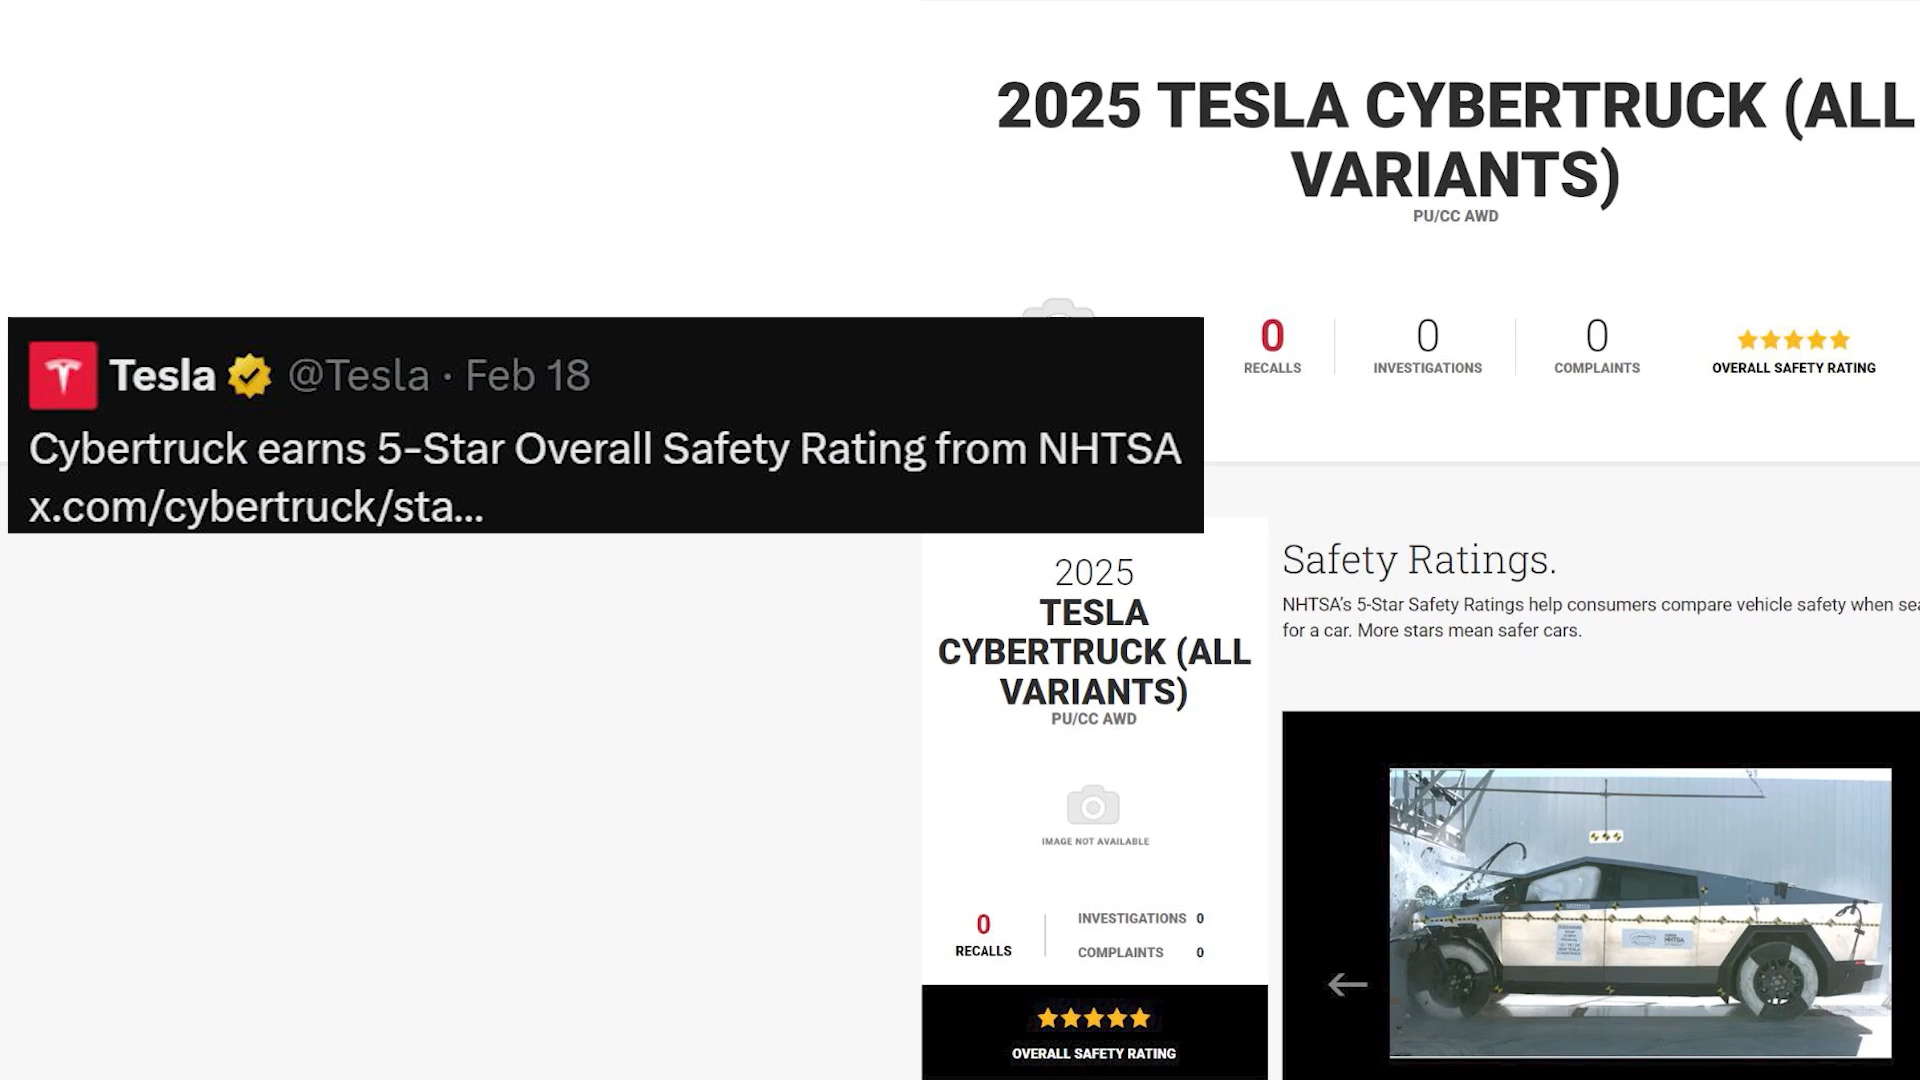 2025 TESLA CYBERTRUCK (ALL
VARIANTS)
PU/CC AWD
0
RECALLS
0
INVESTIGATIONS
0
COMPLAINTS
OVERALL SAFETY RATING
Tesla @Tesla · Feb 18
Cybertruck earns 5-Star Overall Safety Rating from NHTSA
x.com/cybertruck/sta...
2025
TESLA
CYBERTRUCK (ALL
VARIANTS)
PU/CC AWD
IMAGE NOT AVAILABLE
0
RECALLS
INVESTIGATIONS 0
COMPLAINTS 0
OVERALL SAFETY RATING
Safety Ratings.
NHTSA's 5-Star Safety Ratings help consumers compare vehicle safety when sea
for a car. More stars mean safer cars.
NHTSA